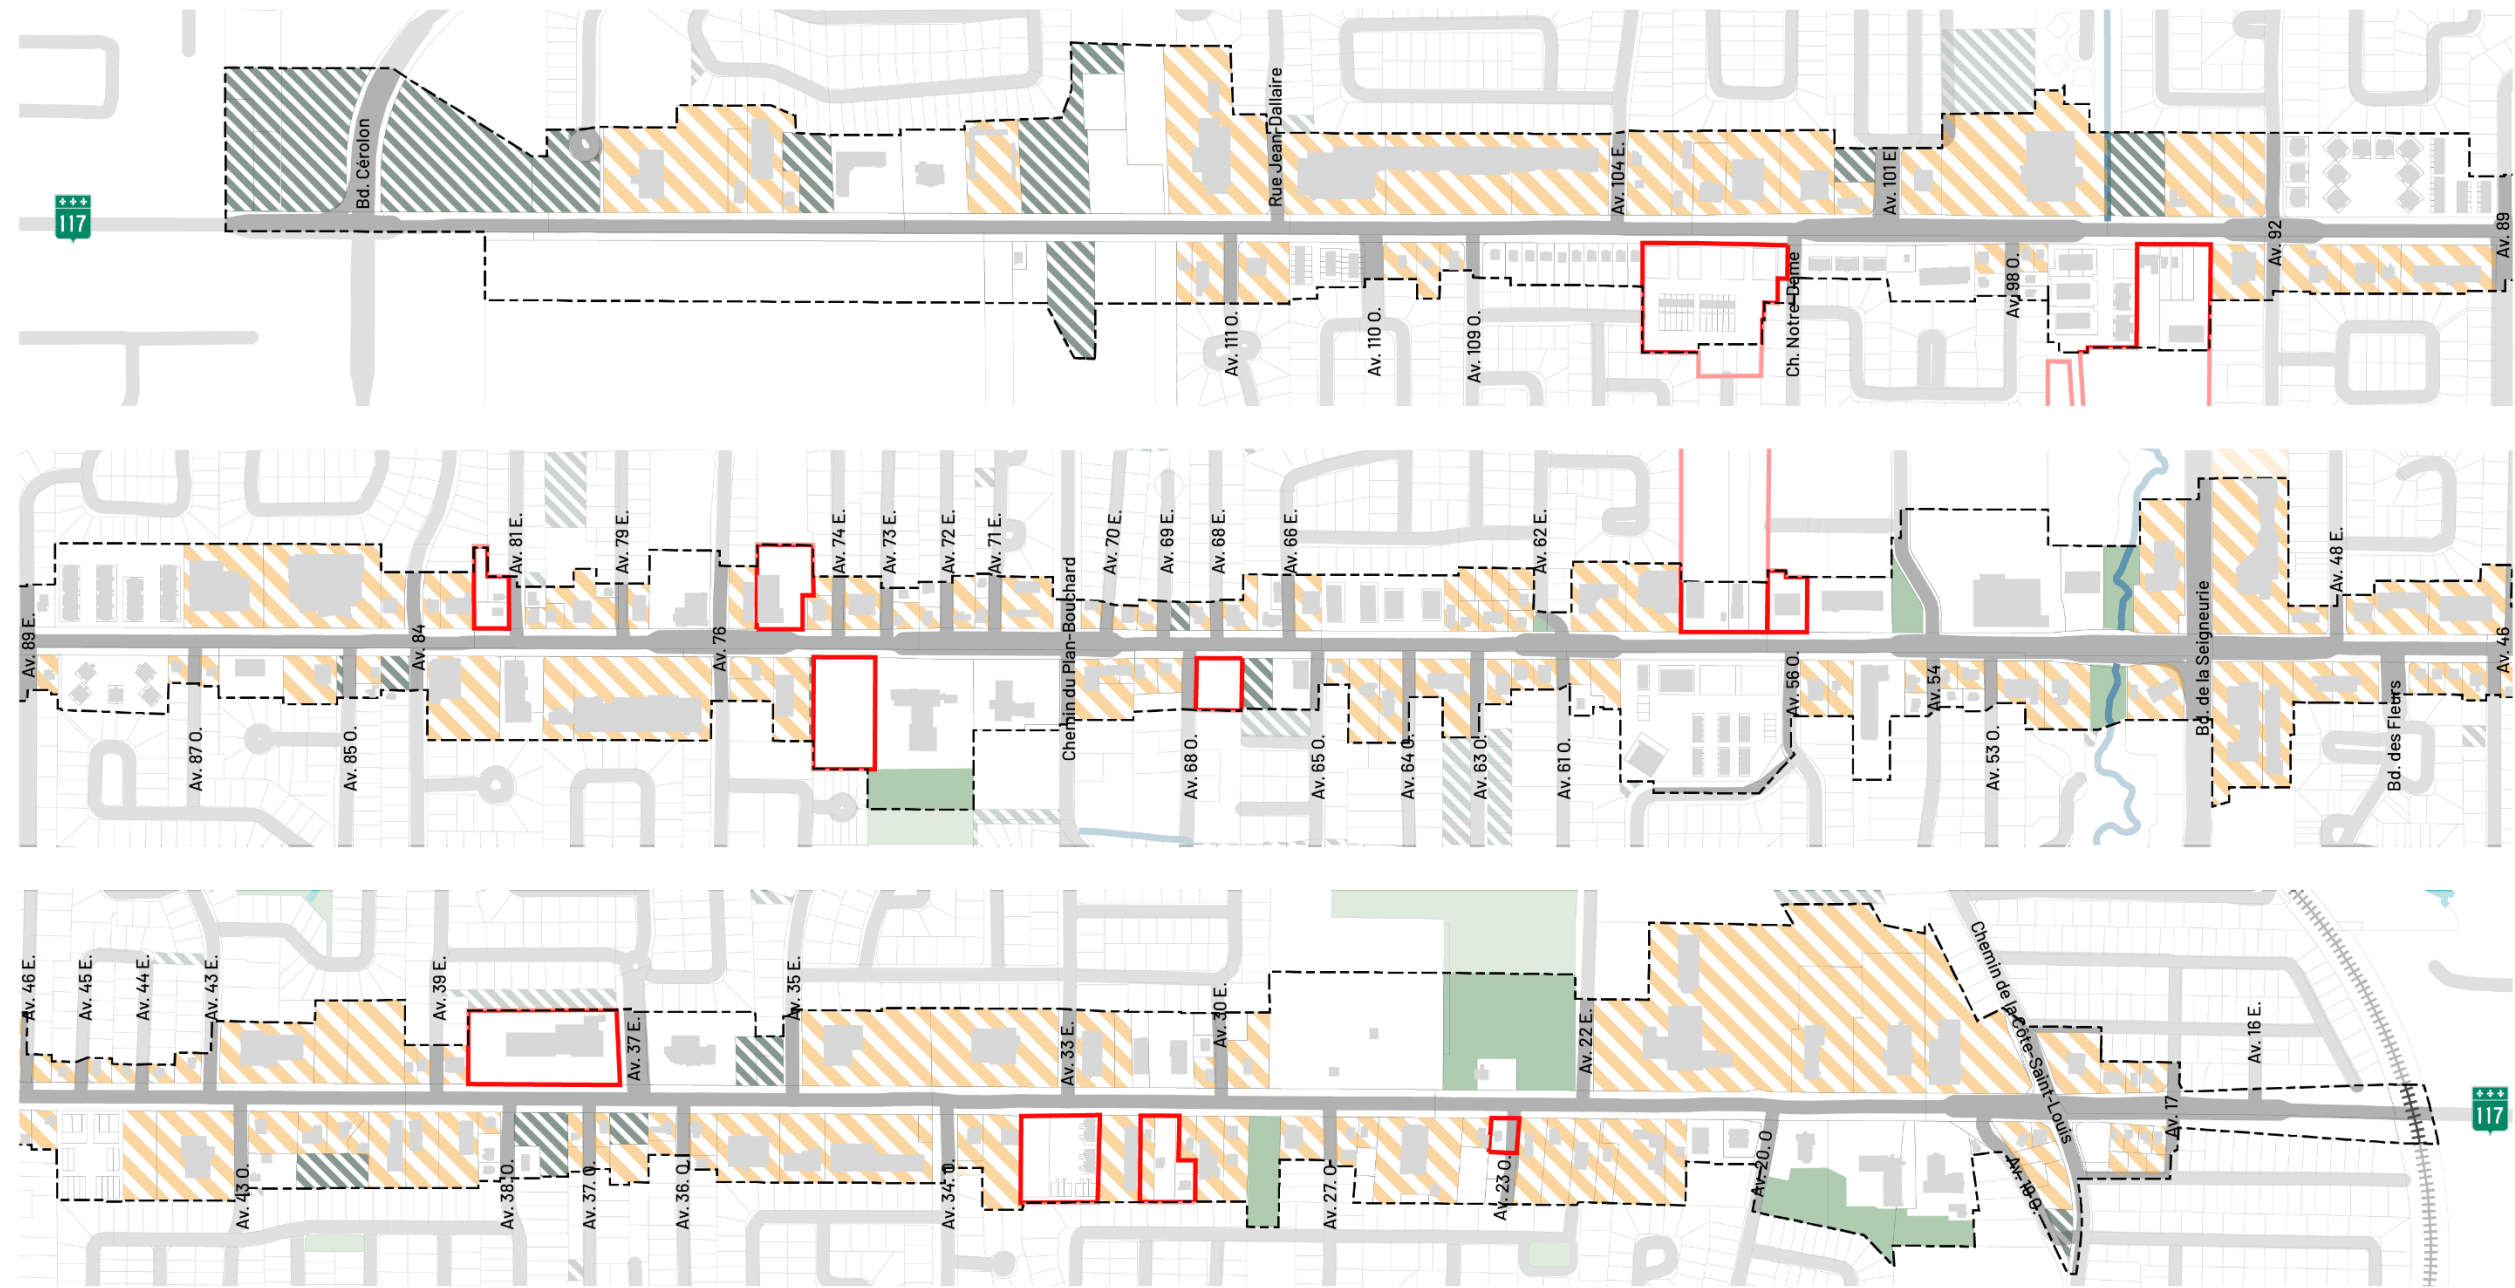 117
Bd. Cérolon
Rue Jean-Dallaire
Av. 104 E.
Av. 101 E.
Av. 92
Av. 89
Av. 111 O.
Av. 110 O.
Av. 109 O.
Ch. Notre-Dame
Av. 98 O.
Av. 89 E.
Av. 84
Av. 81 E.
Av. 79 E.
Av. 76
Av. 74 E.
Av. 73 E.
Av. 72 E.
Av. 71 E.
Chemin du Plan-Bouchard
Av. 70 E.
Av. 69 E.
Av. 68 E.
Av. 66 E.
Av. 62 E.
Bd. de la Seigneurie
Av. 48 E.
Av. 46
Av. 87 O.
Av. 85 O.
Av. 68 O.
Av. 65 O.
Av. 64 O.
Av. 63 O.
Av. 61 O.
Av. 56 O.
Av. 54
Av. 53 O.
Bd. des Fleurs
Av. 46 E.
Av. 45 E.
Av. 44 E.
Av. 43 E.
Av. 39 E.
Av. 37 E.
Av. 35 E.
Av. 33 E.
Av. 30 E.
Av. 22 E.
Chemin de la Côte-Saint-Louis
Av. 17
Av. 16 E.
117
Av. 43 O.
Av. 38 O.
Av. 37 O.
Av. 36 O.
Av. 34 O.
Av. 27 O.
Av. 23 O.
Av. 20 O
Av. 19 O.